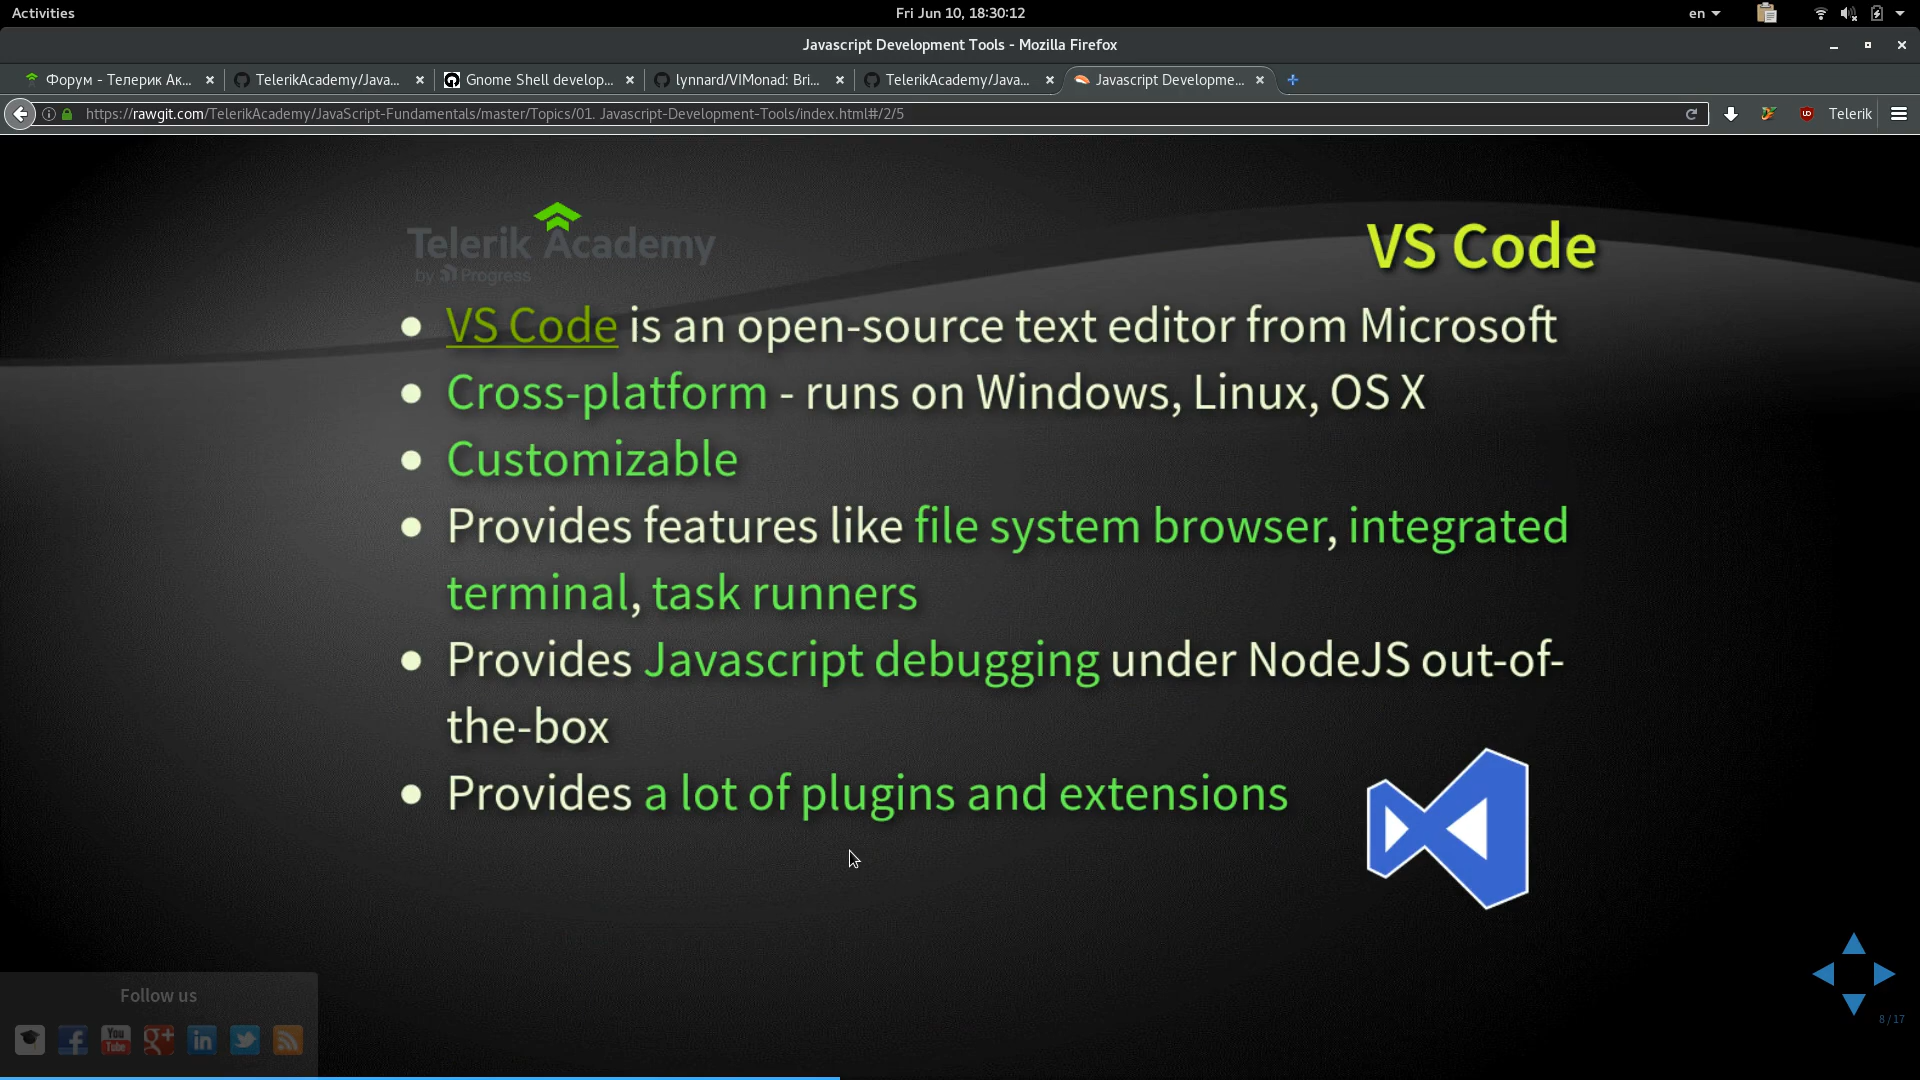 Activities
Fri Jun 10, 18:30:12
en
Javascript Development Tools - Mozilla Firefox
Форум - Телерик Ак...
TelerikAcademy/Java...
Gnome Shell develop...
lynnard/VIMonad: Bri...
TelerikAcademy/Java...
Javascript Developme...
https://rawgit.com/TelerikAcademy/JavaScript-Fundamentals/master/Topics/01. Javascript-Development-Tools/index.html#/2/5
Telerik
Telerik Academy
by Progress
VS Code
VS Code is an open-source text editor from Microsoft
Cross-platform - runs on Windows, Linux, OS X
Customizable
Provides features like file system browser, integrated
terminal, task runners
Provides Javascript debugging under NodeJS out-of-
the-box
Provides a lot of plugins and extensions
Follow us
You
Tube
8 / 17